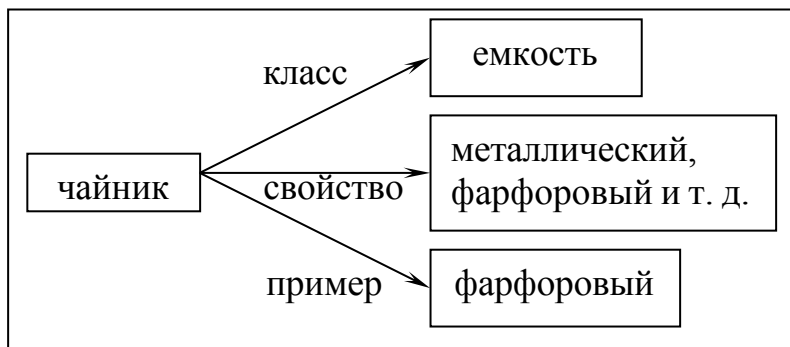 класс
емкость
чайник
свойство
металлический,
фарфоровый и т. д.
пример
фарфоровый